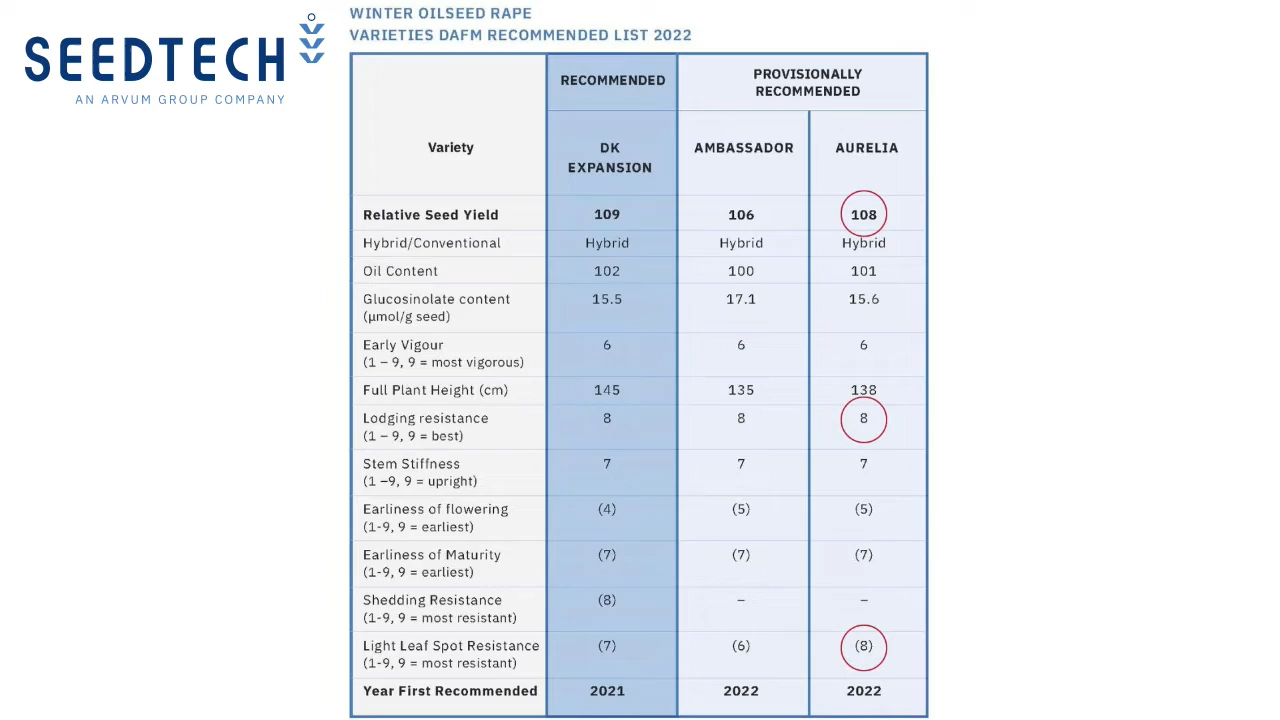 SEEDTECH
AN ARVUM GROUP COMPANY
WINTER OILSEED RAPE
VARIETIES DAFM RECOMMENDED LIST 2022
RECOMMENDED
PROVISIONALLY
RECOMMENDED
Variety
DK
EXPANSION
AMBASSADOR
AURELIA
Relative Seed Yield 109 106 108
Hybrid/Conventional Hybrid Hybrid Hybrid
Oil Content 102 100 101
Glucosinolate content 15.5 17.1 15.6
(µmol/g seed)
Early Vigour 6 6 6
(1 – 9, 9 = most vigorous)
Full Plant Height (cm) 145 135 138
Lodging resistance 8 8 8
(1 – 9, 9 = best)
Stem Stiffness 7 7 7
(1 –9, 9 = upright)
Earliness of flowering (4) (5) (5)
(1-9, 9 = earliest)
Earliness of Maturity (7) (7) (7)
(1-9, 9 = earliest)
Shedding Resistance (8) – –
(1-9, 9 = most resistant)
Light Leaf Spot Resistance (7) (6) (8)
(1-9, 9 = most resistant)
Year First Recommended 2021 2022 2022